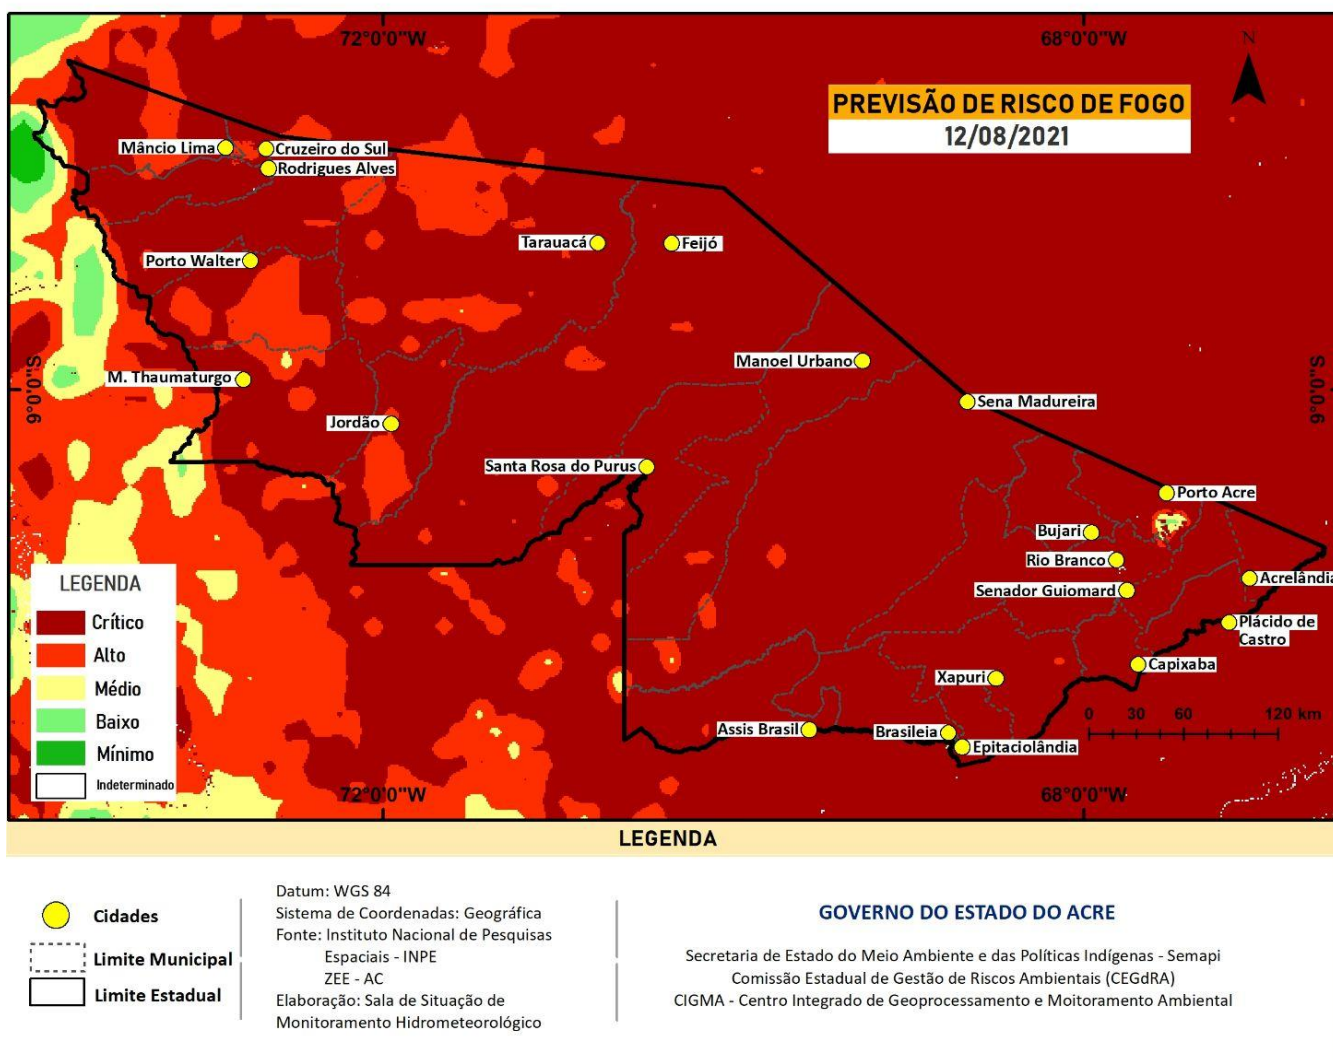 72°0'0"W
68°0'0"W
N
PREVISÃO DE RISCO DE FOGO
12/08/2021
Mâncio Lima
Cruzeiro do Sul
Rodrigues Alves
Tarauacá
Feijó
Porto Walter
Manoel Urbano
M. Thaumaturgo
9°0'0"S
9°0'0"S
Sena Madureira
Jordão
Santa Rosa do Purus
Porto Acre
Bujari
Rio Branco
Acrelândia
Senador Guiomard
Plácido de
Castro
Capixaba
Xapuri
Assis Brasil
Brasileia
Epitaciolândia
0 30 60 120 km
LEGENDA
Crítico
Alto
Médio
Baixo
Mínimo
Indeterminado
72°0'0"W
68°0'0"W
LEGENDA
Cidades
Limite Municipal
Limite Estadual
Datum: WGS 84
Sistema de Coordenadas: Geográfica
Fonte: Instituto Nacional de Pesquisas
Espaciais - INPE
ZEE - AC
Elaboração: Sala de Situação de
Monitoramento Hidrometeorológico
GOVERNO DO ESTADO DO ACRE
Secretaria de Estado do Meio Ambiente e das Políticas Indígenas - Semapi
Comissão Estadual de Gestão de Riscos Ambientais (CEGdRA)
CIGMA - Centro Integrado de Geoprocessamento e Moitoramento Ambiental